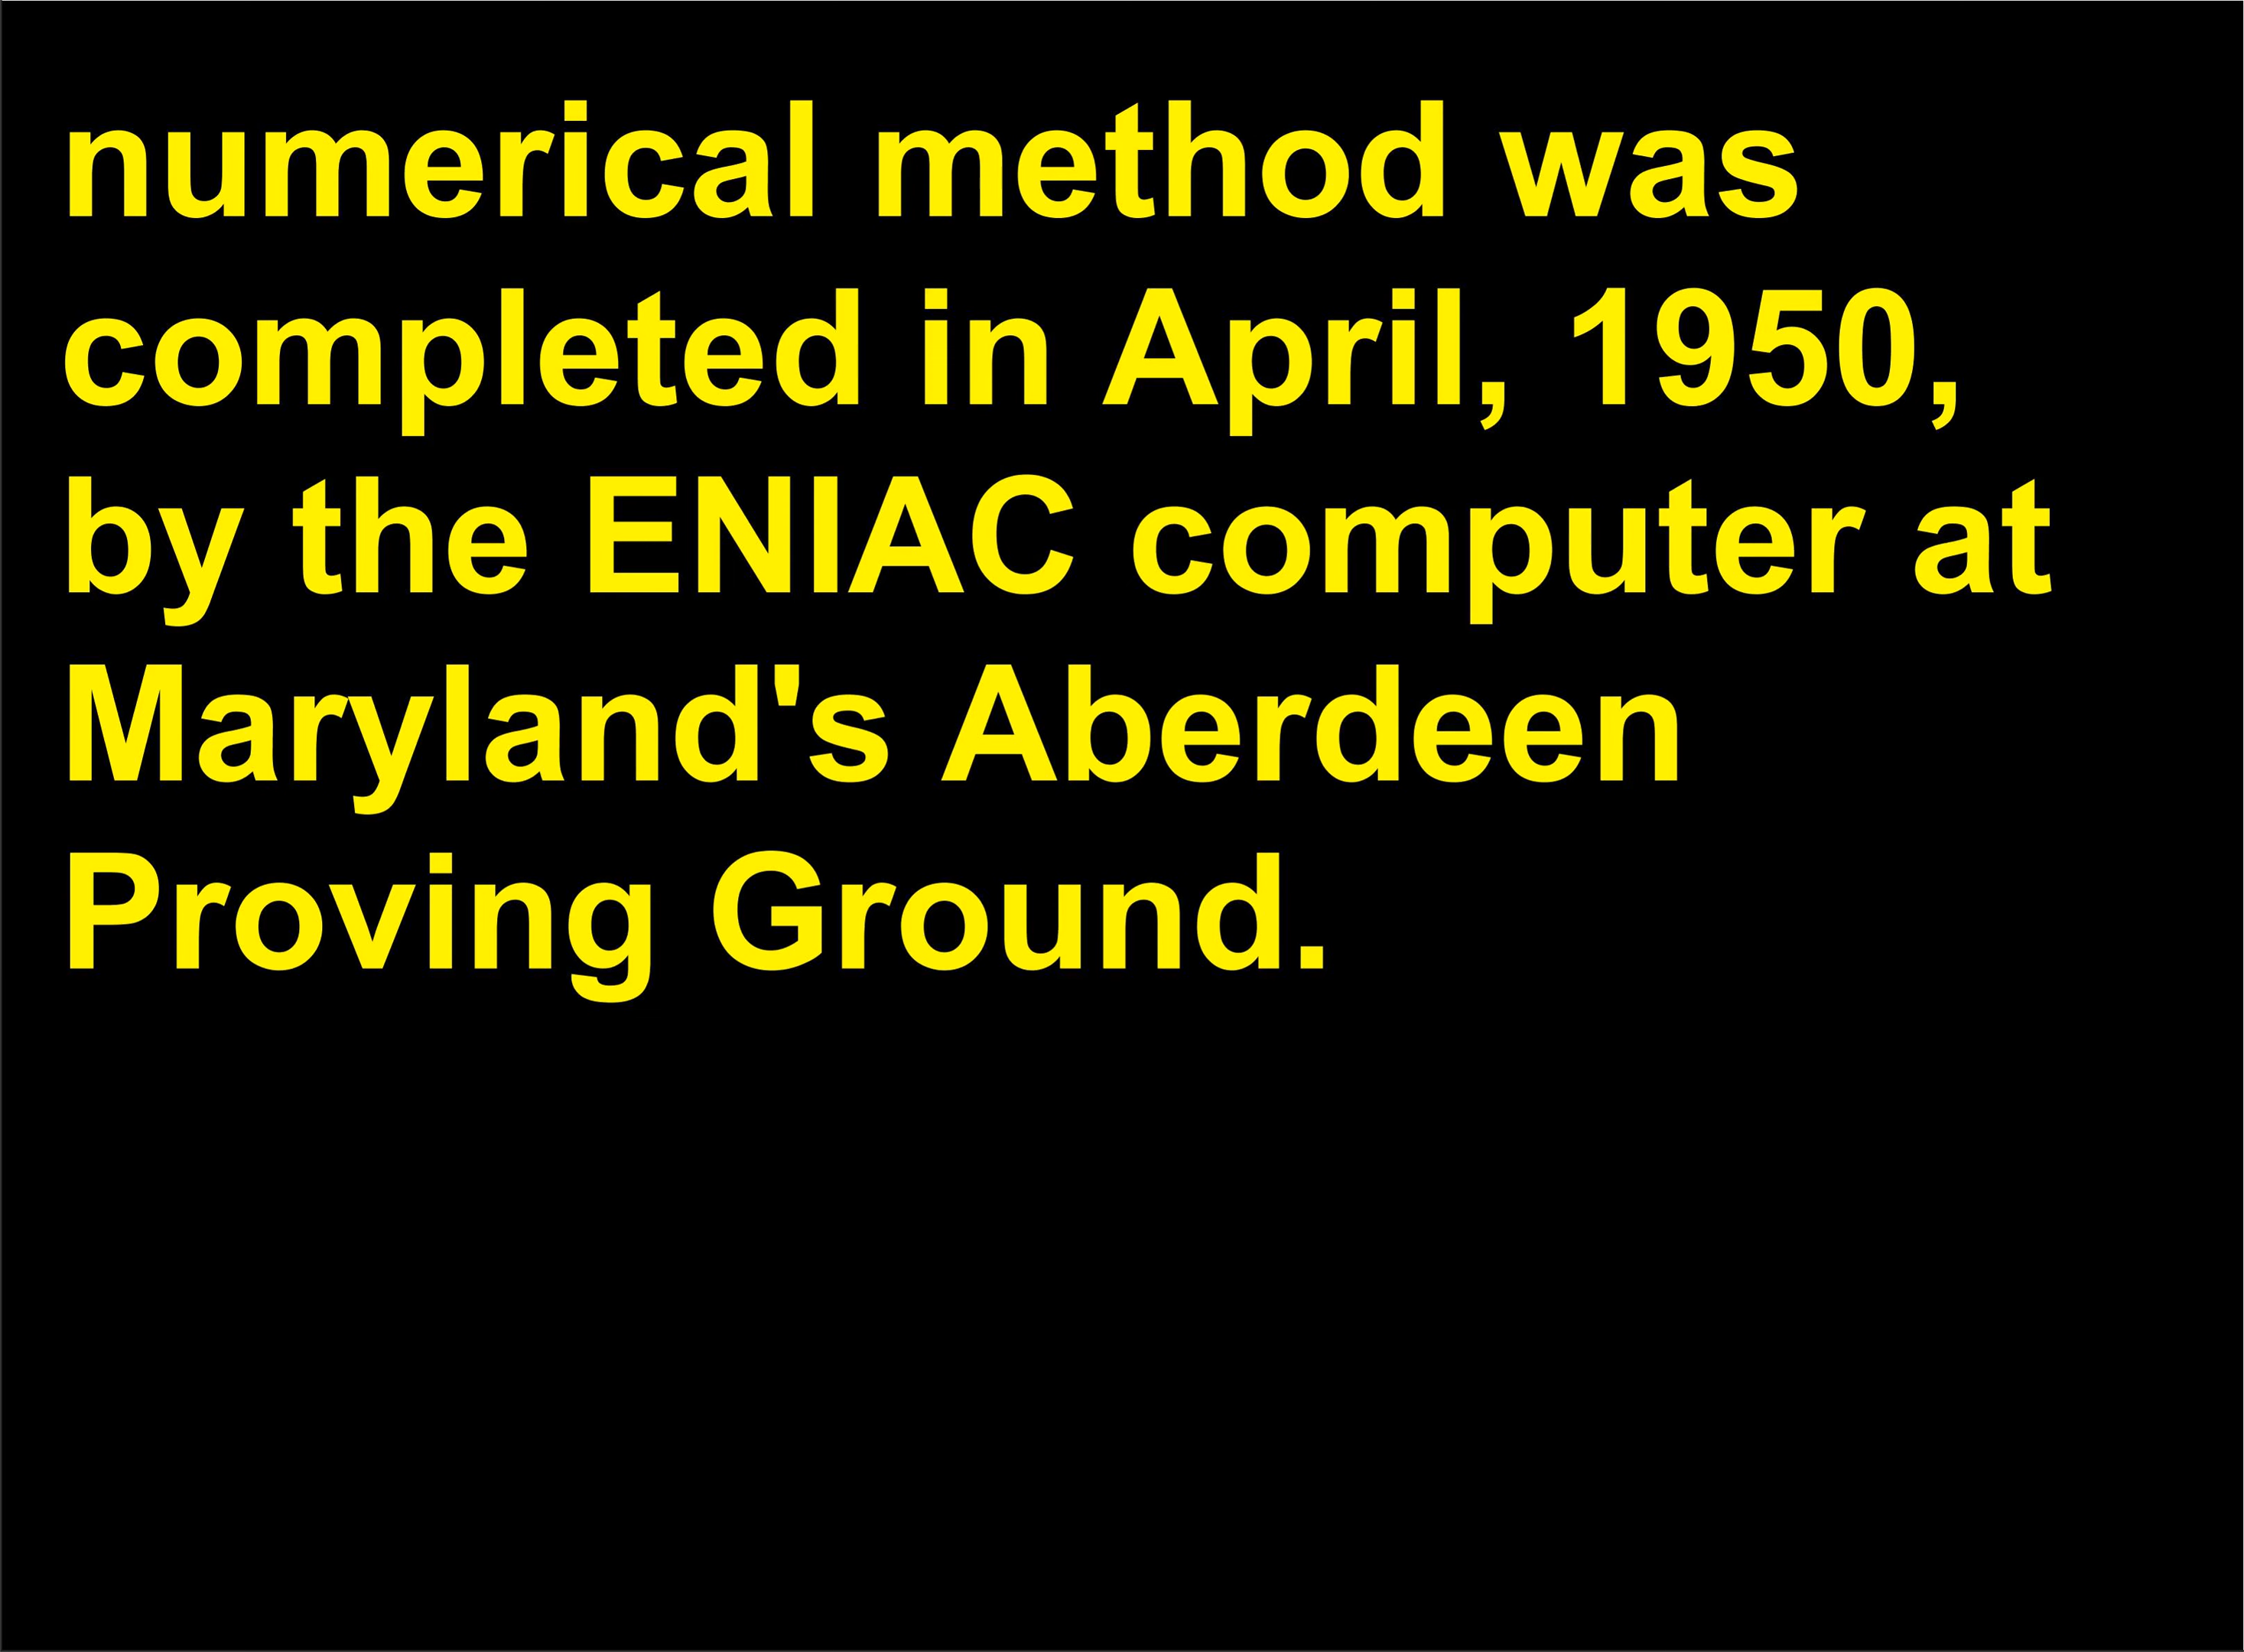 numerical method was
completed in April, 1950,
by the ENIAC computer at
Maryland's Aberdeen
Proving Ground.